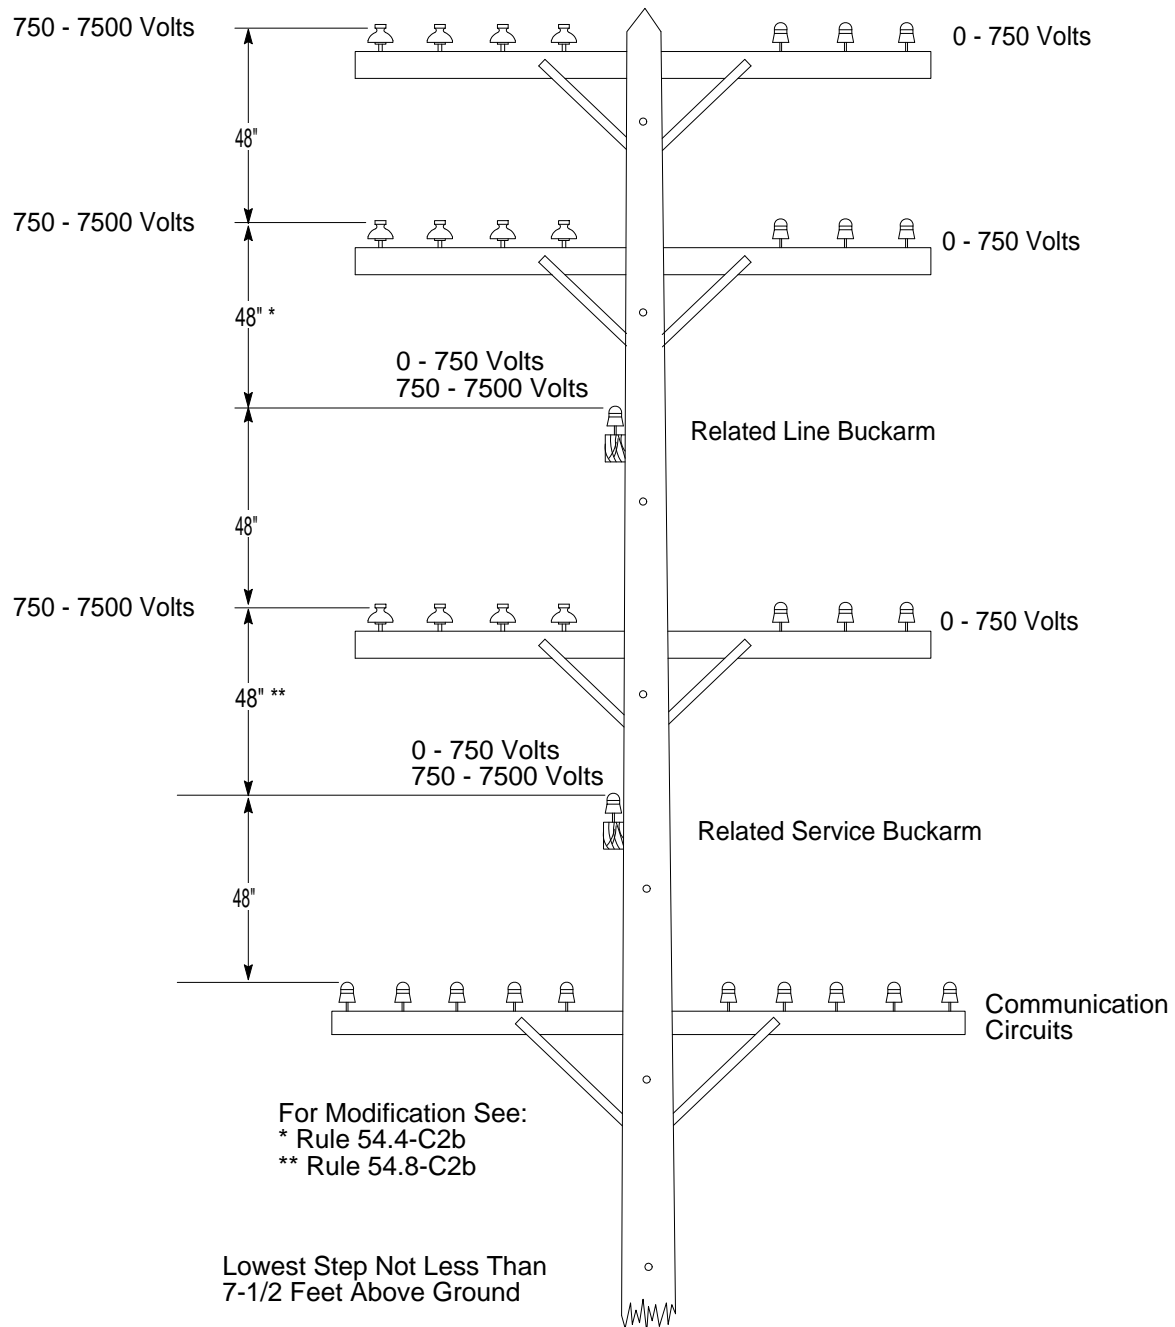 750 - 7500 Volts
0 - 750 Volts
48"
750 - 7500 Volts
0 - 750 Volts
48" *
0 - 750 Volts
750 - 7500 Volts
Related Line Buckarm
48"
750 - 7500 Volts
0 - 750 Volts
48" **
0 - 750 Volts
750 - 7500 Volts
Related Service Buckarm
48"
Communication
Circuits
For Modification See:
* Rule 54.4-C2b
** Rule 54.8-C2b
Lowest Step Not Less Than
7-1/2 Feet Above Ground